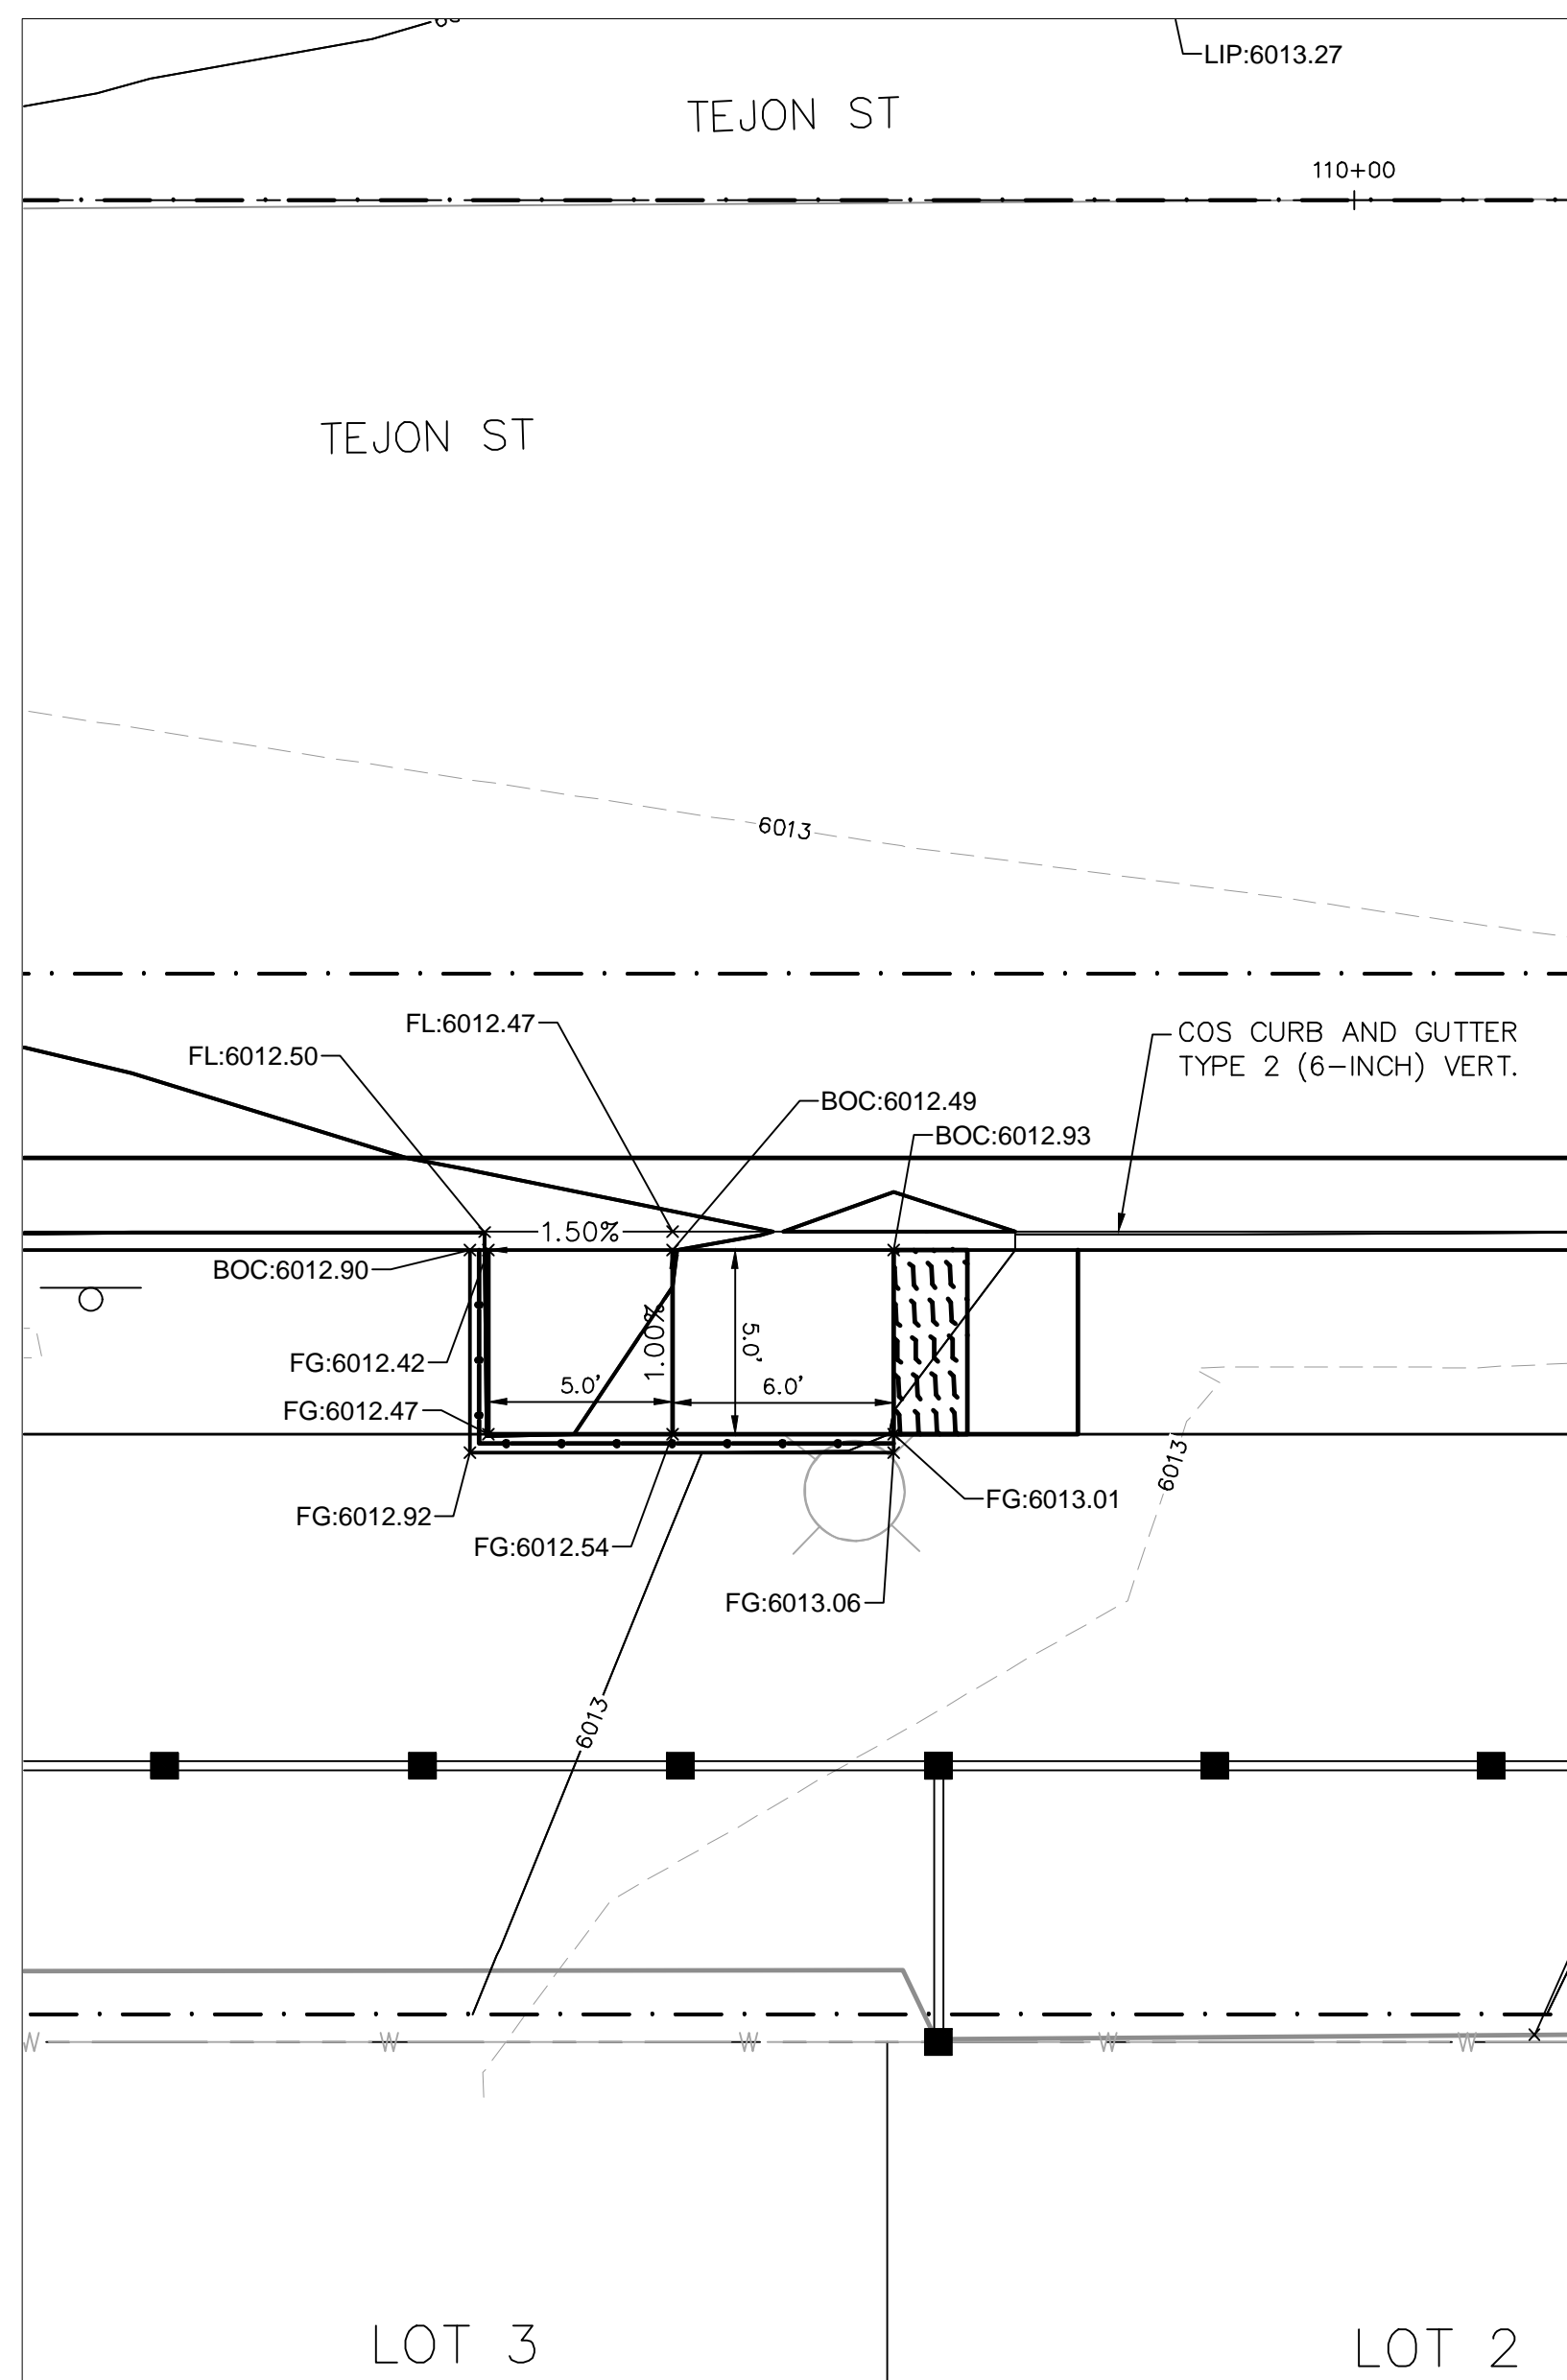 LIP:6013.27
TEJON ST
110+00
TEJON ST
6013
FL:6012.47
FL:6012.50
COS CURB AND GUTTER
TYPE 2 (6-INCH) VERT.
BOC:6012.49
BOC:6012.93
1.50%
BOC:6012.90
1.00%
5.0'
FG:6012.42
5.0'
6.0'
FG:6012.47
6013
FG:6013.01
FG:6012.92
FG:6012.54
FG:6013.06
6013
W
W
W
W
W
LOT 3
LOT 2